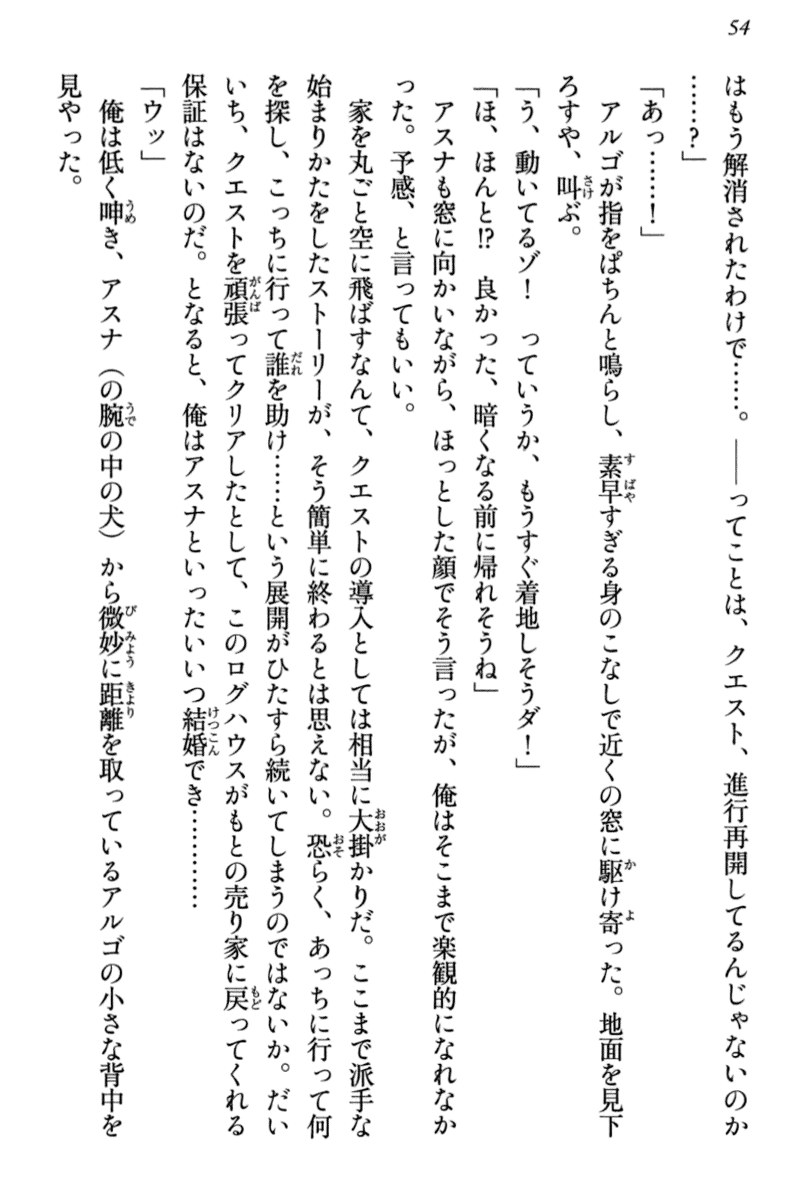 54
はもう解消されたわけで……。――ってことは、クエスト、進行再開してるんじゃないのか
……？」
「あっ……！」
アルゴが指をぱちんと鳴らし、素早すぎる身のこなしで近くの窓に駆け寄った。地面を見下
ろすや、叫ぶ。
「う、動いてるゾ！　っていうか、もうすぐ着地しそうダ！」
「ほ、ほんと!?　良かった、暗くなる前に帰れそうね」
アスナも窓に向かいながら、ほっとした顔でそう言ったが、俺はそこまで楽観的になれなか
った。予感、と言ってもいい。
家を丸ごと空に飛ばすなんて、クエストの導入としては相当に大掛かりだ。ここまで派手な
始まりかたをしたストーリーが、そう簡単に終わるとは思えない。恐らく、あっちに行って何
を探し、こっちに行って誰を助け……という展開がひたすら続いてしまうのではないか。だい
いち、クエストを頑張ってクリアしたとして、このログハウスがもとの売り家に戻ってくれる
保証はないのだ。となると、俺はアスナといったいいつ結婚でき…………
「ウッ」
俺は低く呻き、アスナ（の腕の中の犬）から微妙に距離を取っているアルゴの小さな背中を
見やった。